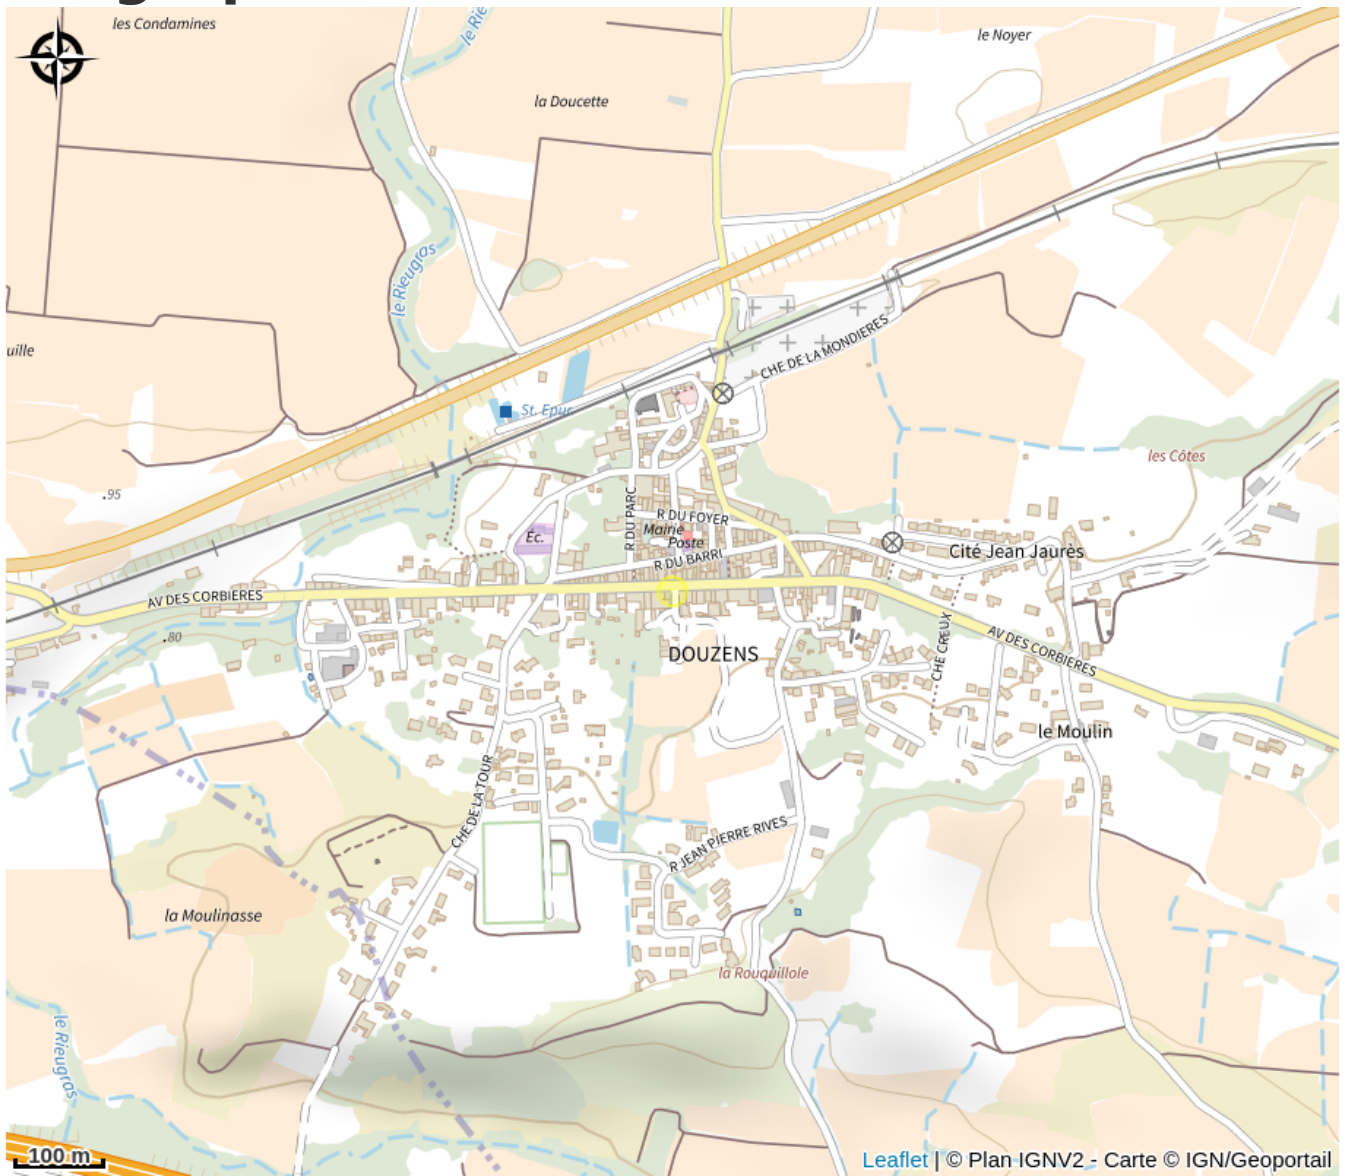 les Condamines
le Rie
le Noyer
la Doucette
le Rieugras
uille
CHE DE LA MONDIERES
St. Epur.
les Côtes
.95
R DU PARC
R DU FOYER
Mairie
Poste
Éc.
R DU BARRI
Cité Jean Jaurès
AV DES CORBIERES
.80
DOUZENS
CHE CREUX
AV DES CORBIERES
le Moulin
CHE DE LA TOUR
R JEAN PIERRE RIVES
la Moulinasse
la Rouquillole
le Rieugras
100 m
Leaflet | © Plan IGNV2 - Carte © IGN/Geoportail